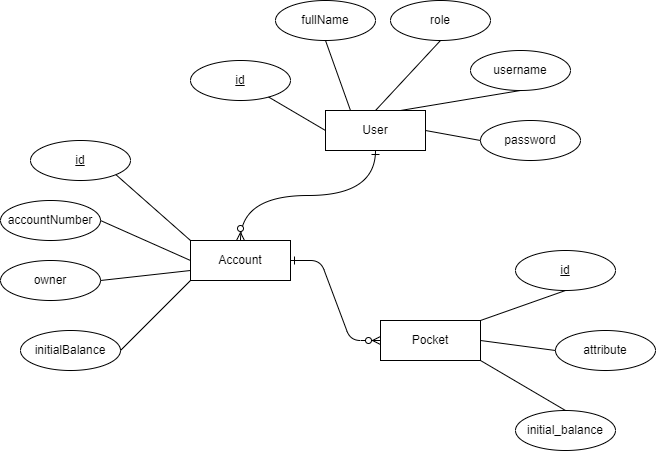 fullName
role
id
username
User
password
id
accountNumber
Account
owner
initialBalance
id
Pocket
attribute
initial_balance